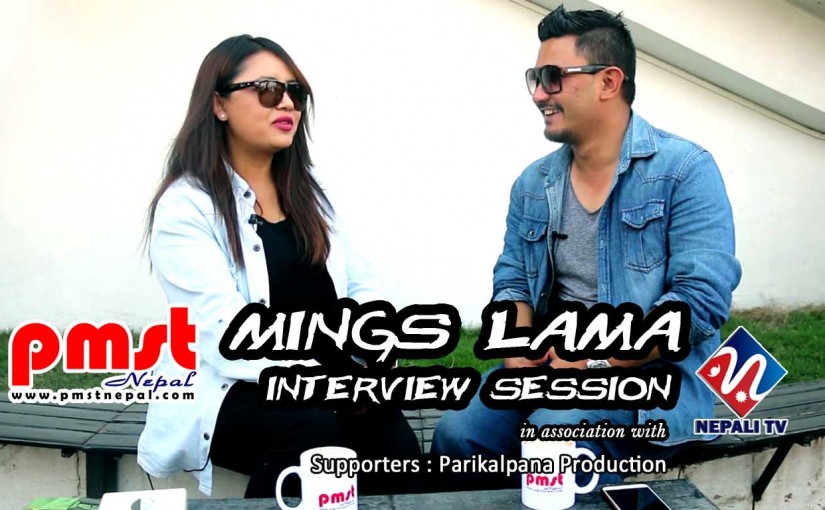 pmst
Nepal
www.pmstnepal.com
MINGS LAMA
INTERVIEW SESSION
in association with
NEPALI TV
Supporters : Parikalpana Production
pmst
pmst